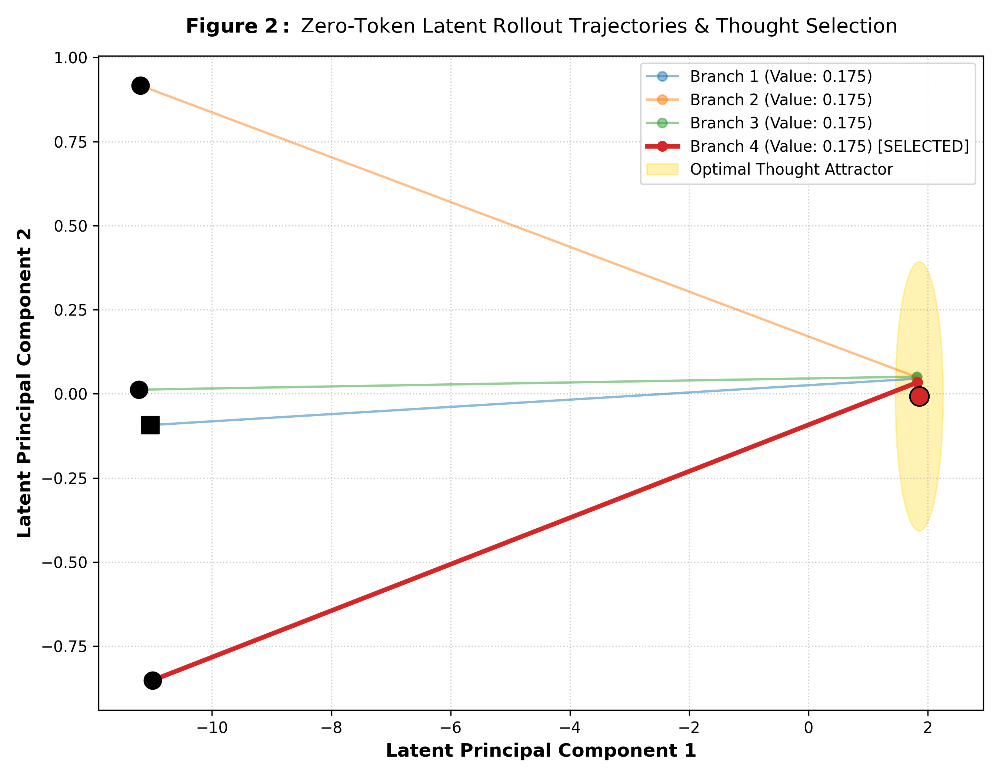 Figure 2: Zero-Token Latent Rollout Trajectories & Thought Selection
1.00
0.75
0.50
0.25
0.00
−0.25
−0.50
−0.75
Latent Principal Component 2
Branch 1 (Value: 0.175)
Branch 2 (Value: 0.175)
Branch 3 (Value: 0.175)
Branch 4 (Value: 0.175) [SELECTED]
Optimal Thought Attractor
−10
−8
−6
−4
−2
0
2
Latent Principal Component 1